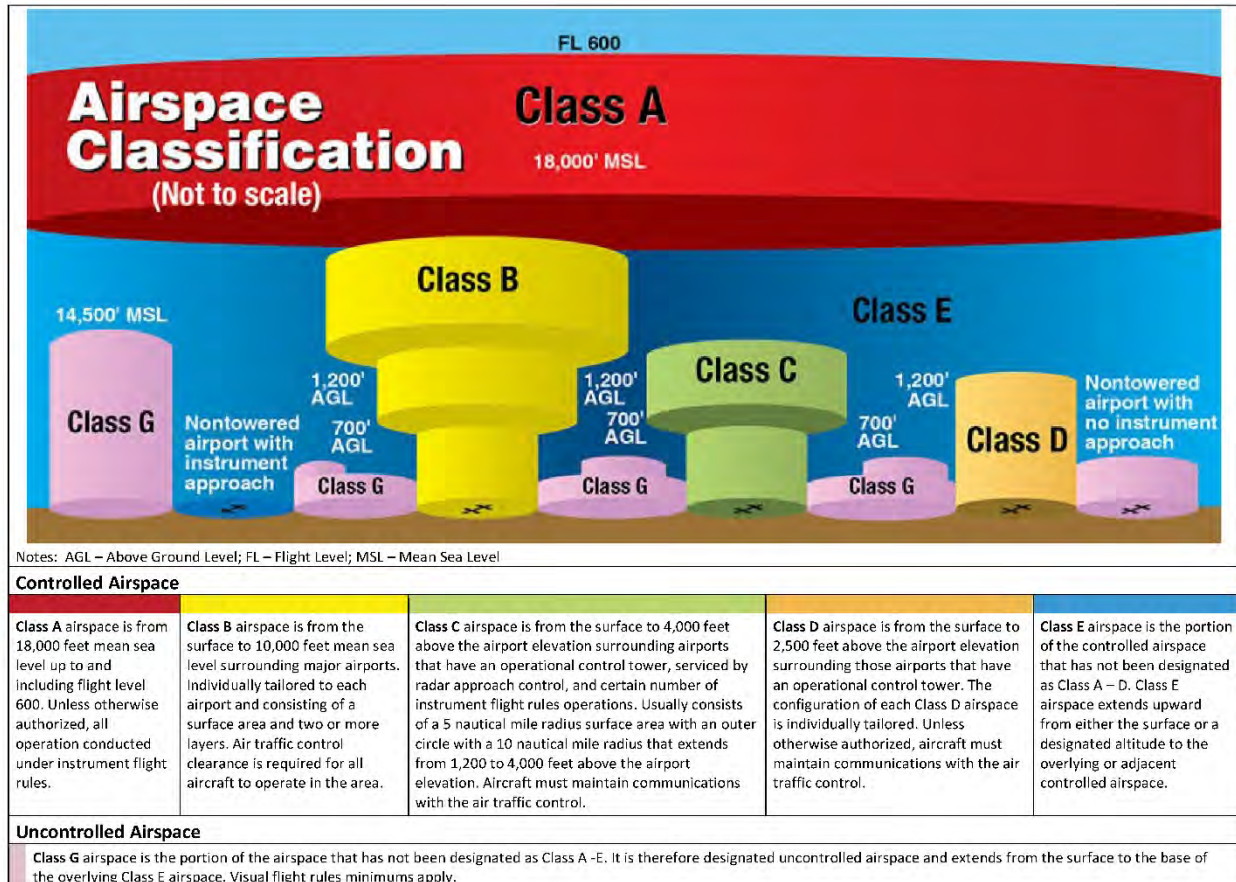 FL 600
Airspace
Classification
(Not to scale)
Class A
18,000' MSL
Class B
Class E
14,500' MSL
Class G
Nontowered
airport with
instrument
approach
1,200'
AGL
700'
AGL
Class G
1,200'
AGL
700'
AGL
Class G
Class C
1,200'
AGL
700'
AGL
Class G
Class D
Nontowered
airport with
no instrument
approach
Notes: AGL – Above Ground Level; FL – Flight Level; MSL – Mean Sea Level
Controlled Airspace
Class A airspace is from
18,000 feet mean sea
level up to and
including flight level
600. Unless otherwise
authorized, all
operation conducted
under instrument flight
rules.
Class B airspace is from the
surface to 10,000 feet mean sea
level surrounding major airports.
Individually tailored to each
airport and consisting of a
surface area and two or more
layers. Air traffic control
clearance is required for all
aircraft to operate in the area.
Class C airspace is from the surface to 4,000 feet
above the airport elevation surrounding airports
that have an operational control tower, serviced by
radar approach control, and certain number of
instrument flight rules operations. Usually consists
of a 5 nautical mile radius surface area with an outer
circle with a 10 nautical mile radius that extends
from 1,200 to 4,000 feet above the airport
elevation. Aircraft must maintain communications
with the air traffic control.
Class D airspace is from the surface to
2,500 feet above the airport elevation
surrounding those airports that have
an operational control tower. The
configuration of each Class D airspace
is individually tailored. Unless
otherwise authorized, aircraft must
maintain communications with the air
traffic control.
Class E airspace is the portion
of the controlled airspace
that has not been designated
as Class A – D. Class E
airspace extends upward
from either the surface or a
designated altitude to the
overlying or adjacent
controlled airspace.
Uncontrolled Airspace
Class G airspace is the portion of the airspace that has not been designated as Class A -E. It is therefore designated uncontrolled airspace and extends from the surface to the base of
the overlying Class E airspace. Visual flight rules minimums apply.